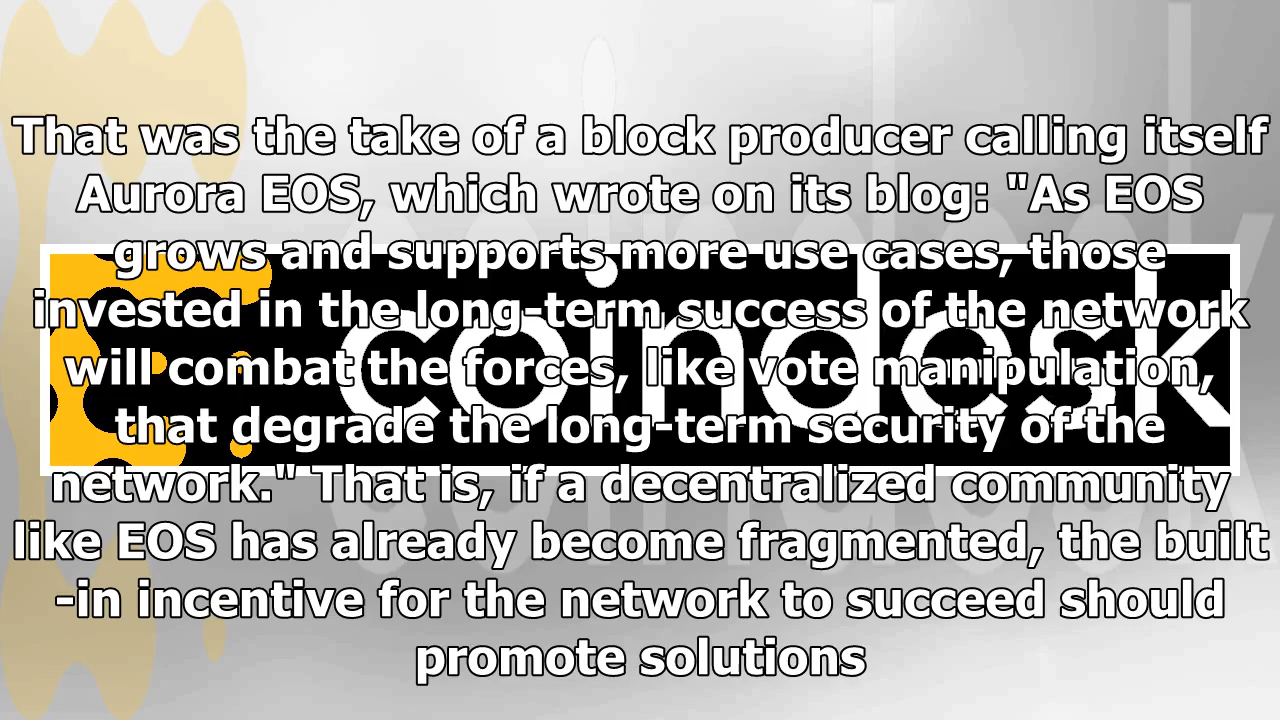 That was the take of a block producer calling itself
Aurora EOS, which wrote on its blog: "As EOS
grows and supports more use cases, those
invested in the long-term success of the network
will combat the forces, like vote manipulation,
that degrade the long-term security of the
network." That is, if a decentralized community
like EOS has already become fragmented, the built
-in incentive for the network to succeed should
promote solutions
coindesk